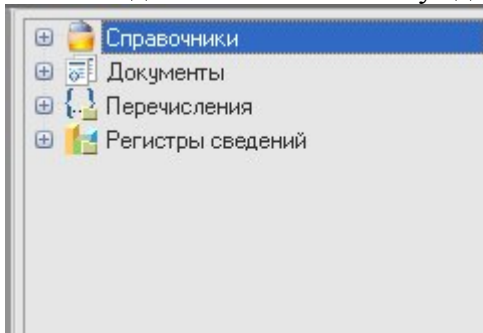 Справочники
Документы
Перечисления
Регистры сведений